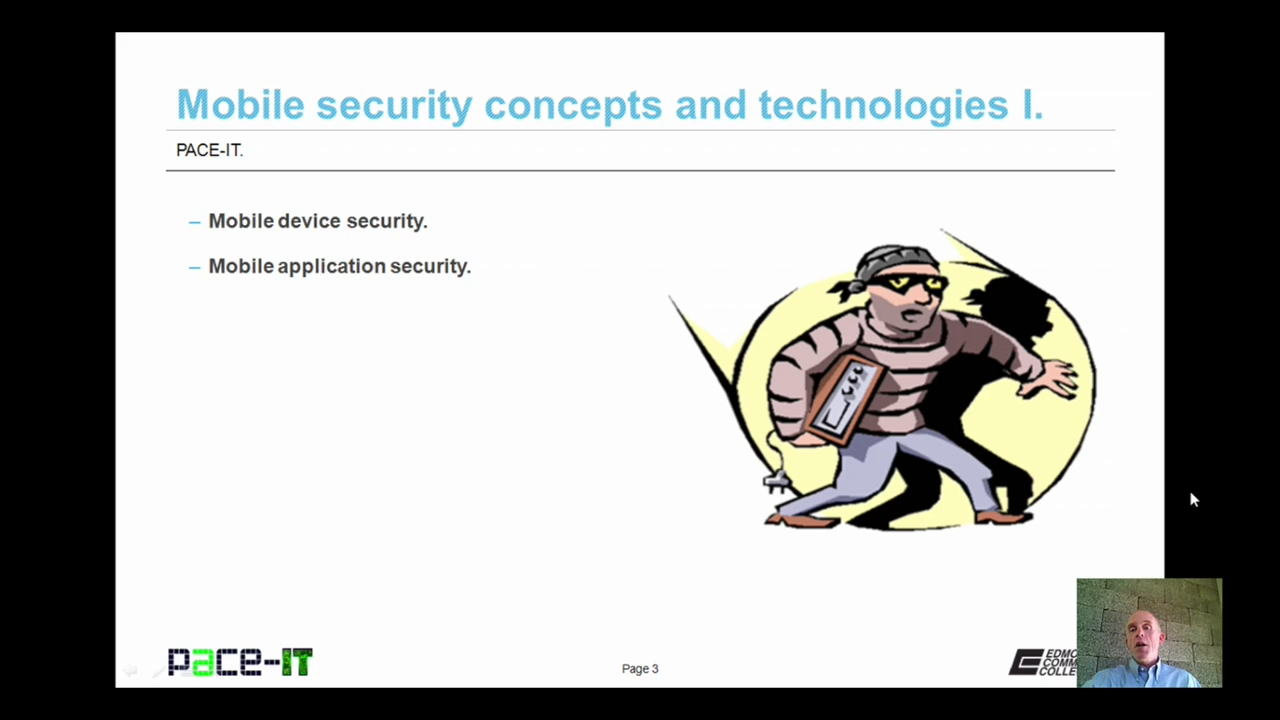 Mobile security concepts and technologies I.
PACE-IT.
– Mobile device security.
– Mobile application security.
pace-IT
Page 3